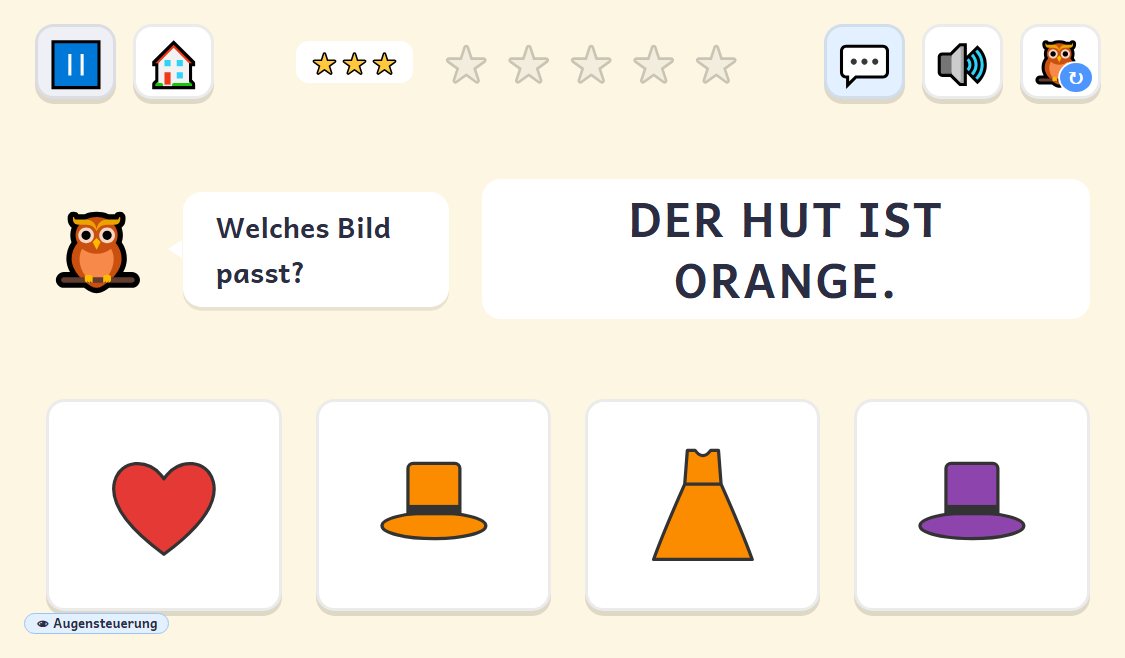 Welches Bild
passt?
DER HUT IST
ORANGE.
Augensteuerung